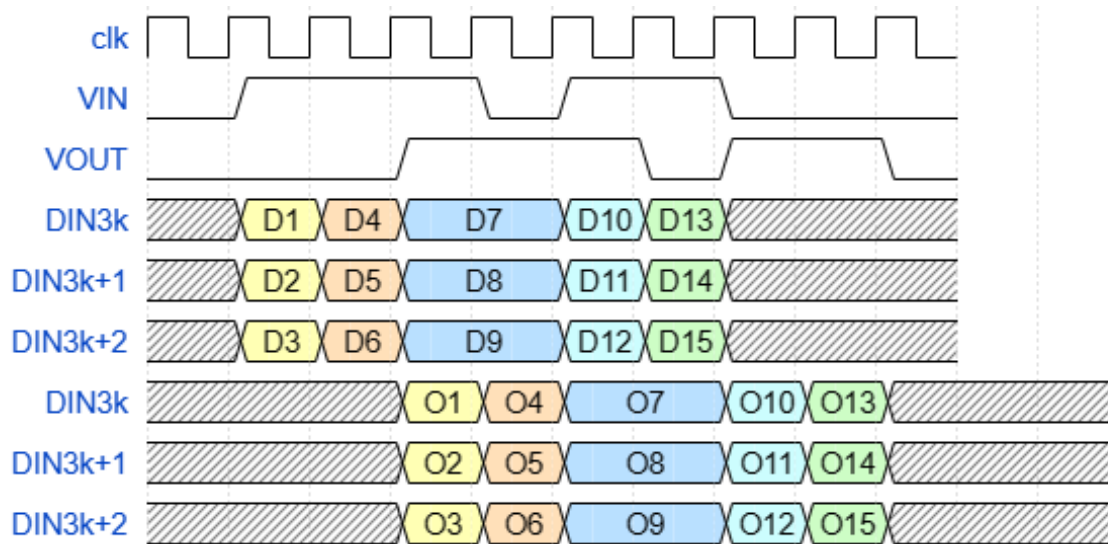 clk
VIN
VOUT
DIN3k D1 D4 D7 D10 D13
DIN3k+1 D2 D5 D8 D11 D14
DIN3k+2 D3 D6 D9 D12 D15
DIN3k O1 O4 O7 O10 O13
DIN3k+1 O2 O5 O8 O11 O14
DIN3k+2 O3 O6 O9 O12 O15